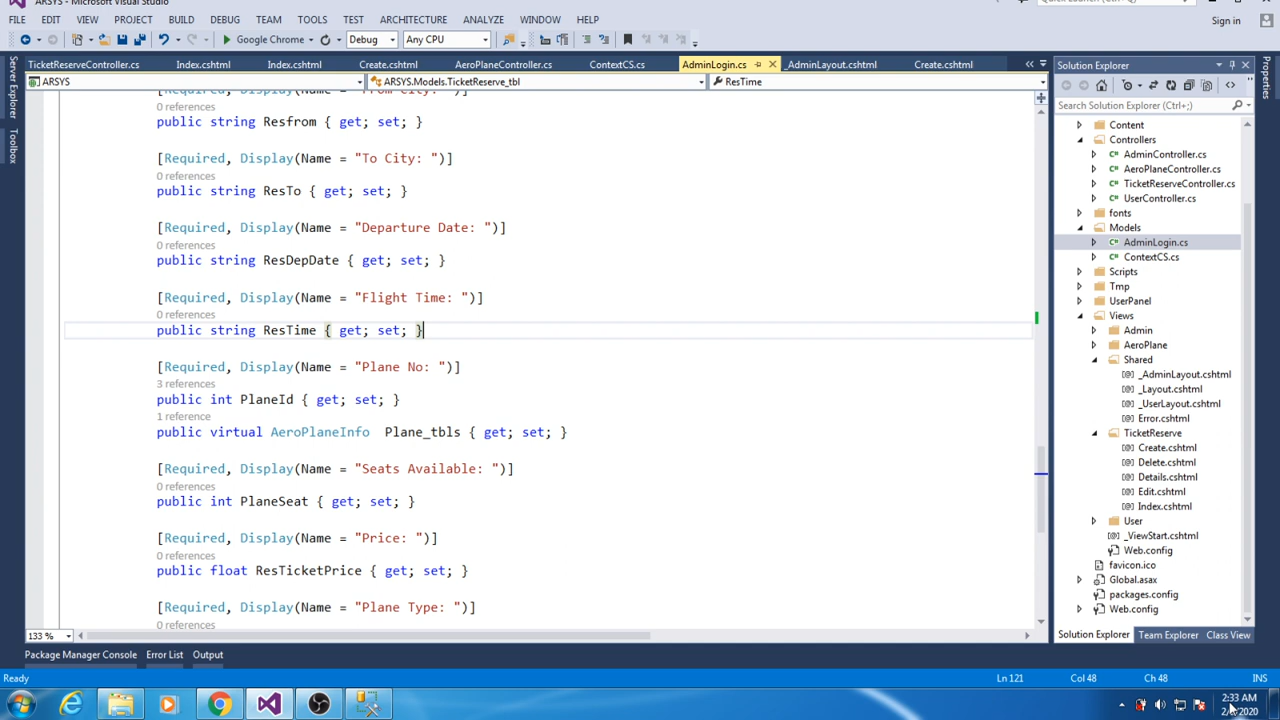 ARSYS - Microsoft Visual Studio
FILE EDIT VIEW PROJECT BUILD DEBUG TEAM TOOLS TEST ARCHITECTURE ANALYZE WINDOW HELP Sign in
Google Chrome Debug Any CPU
TicketReserveController.cs Index.cshtml Index.cshtml Create.cshtml AeroPlaneController.cs ContextCS.cs AdminLogin.cs _AdminLayout.cshtml Create.cshtml
ARSYS ARSYS.Models.TicketReserve_tbl ResTime
Server Explorer
Toolbox
0 references
public string Resfrom { get; set; }
[Required, Display(Name = "To City: ")]
0 references
public string ResTo { get; set; }
[Required, Display(Name = "Departure Date: ")]
0 references
public string ResDepDate { get; set; }
[Required, Display(Name = "Flight Time: ")]
0 references
public string ResTime { get; set; }
[Required, Display(Name = "Plane No: ")]
3 references
public int PlaneId { get; set; }
1 reference
public virtual AeroPlaneInfo  Plane_tbls { get; set; }
[Required, Display(Name = "Seats Available: ")]
0 references
public int PlaneSeat { get; set; }
[Required, Display(Name = "Price: ")]
0 references
public float ResTicketPrice { get; set; }
[Required, Display(Name = "Plane Type: ")]
0 references
133 %
Solution Explorer
Search Solution Explorer (Ctrl+;)
Content
Controllers
AdminController.cs
AeroPlaneController.cs
TicketReserveController.cs
UserController.cs
fonts
Models
AdminLogin.cs
ContextCS.cs
Scripts
Tmp
UserPanel
Views
Admin
AeroPlane
Shared
_AdminLayout.cshtml
_Layout.cshtml
_UserLayout.cshtml
Error.cshtml
TicketReserve
Create.cshtml
Delete.cshtml
Details.cshtml
Edit.cshtml
Index.cshtml
User
_ViewStart.cshtml
Web.config
favicon.ico
Global.asax
packages.config
Web.config
Solution Explorer Team Explorer Class View
Properties
Package Manager Console Error List Output
Ready Ln 121 Col 48 Ch 48 INS
2:33 AM